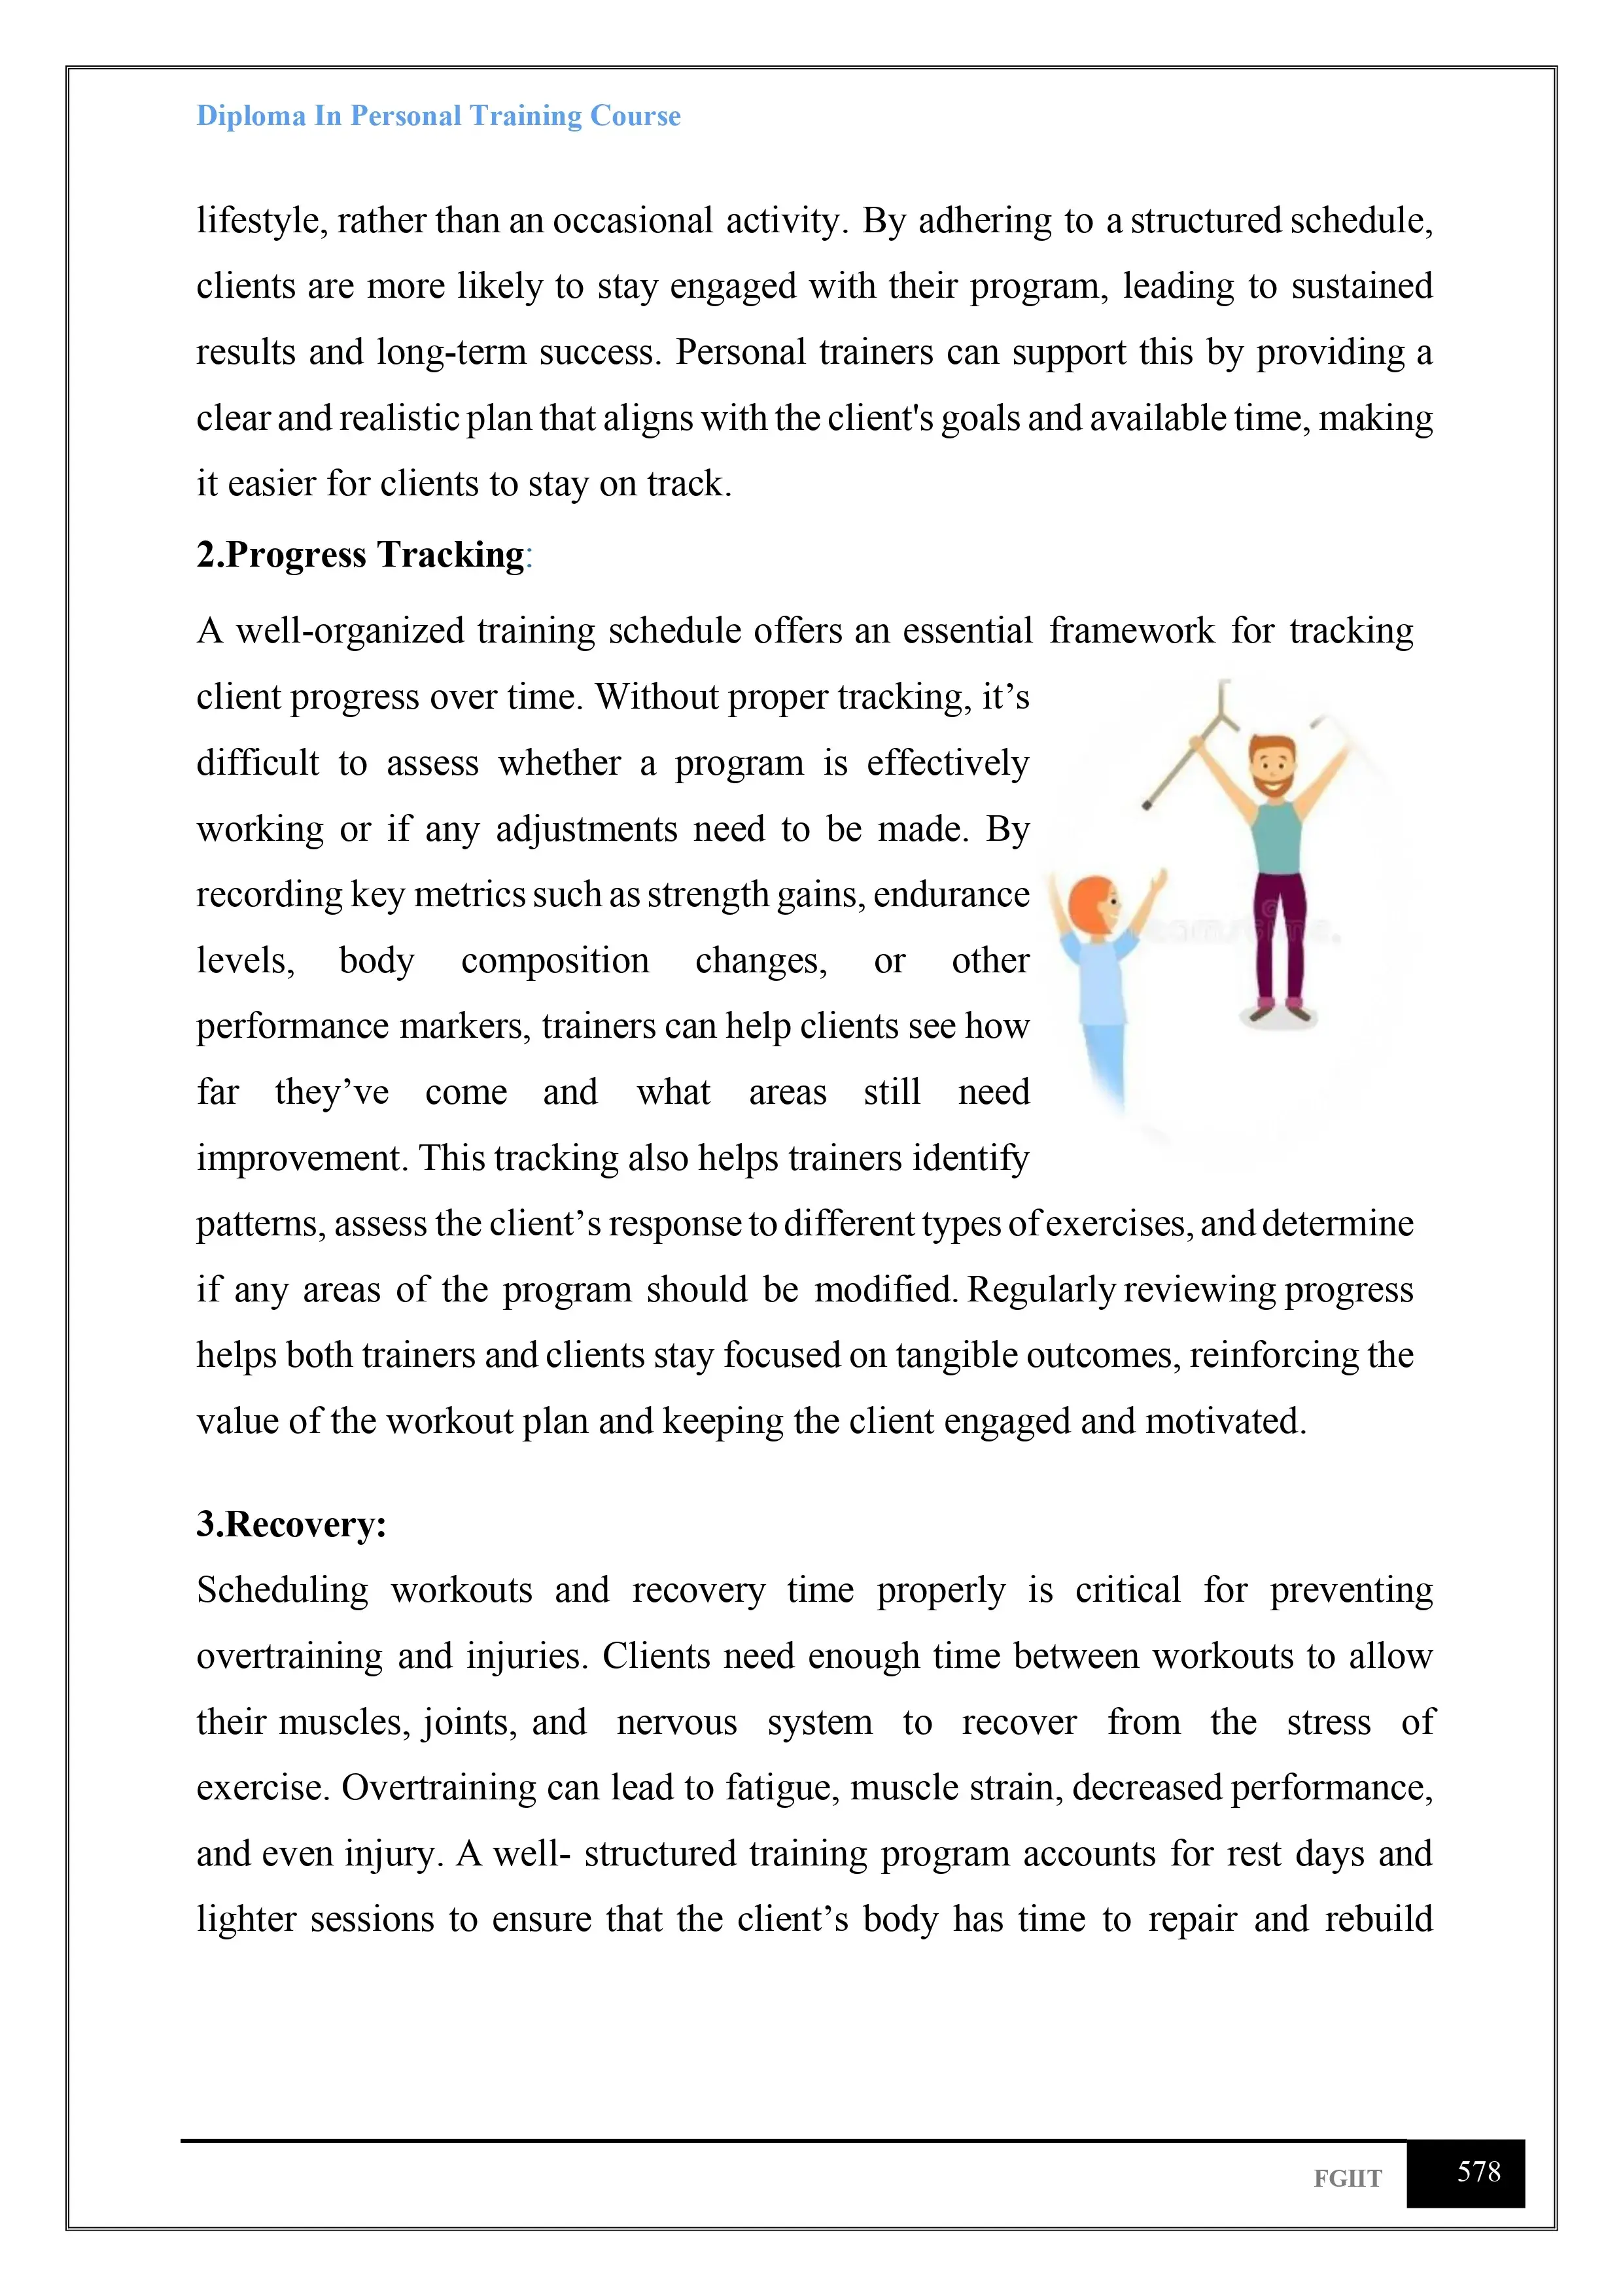 Diploma In Personal Training Course
lifestyle, rather than an occasional activity. By adhering to a structured schedule,
clients are more likely to stay engaged with their program, leading to sustained
results and long-term success. Personal trainers can support this by providing a
clear and realistic plan that aligns with the client's goals and available time, making
it easier for clients to stay on track.
2.Progress Tracking:
A well-organized training schedule offers an essential framework for tracking
client progress over time. Without proper tracking, it’s
difficult to assess whether a program is effectively
working or if any adjustments need to be made. By
recording key metrics such as strength gains, endurance
levels, body composition changes, or other
performance markers, trainers can help clients see how
far they’ve come and what areas still need
improvement. This tracking also helps trainers identify
patterns, assess the client’s response to different types of exercises, and determine
if any areas of the program should be modified. Regularly reviewing progress
helps both trainers and clients stay focused on tangible outcomes, reinforcing the
value of the workout plan and keeping the client engaged and motivated.
3.Recovery:
Scheduling workouts and recovery time properly is critical for preventing
overtraining and injuries. Clients need enough time between workouts to allow
their muscles, joints, and nervous system to recover from the stress of
exercise. Overtraining can lead to fatigue, muscle strain, decreased performance,
and even injury. A well- structured training program accounts for rest days and
lighter sessions to ensure that the client’s body has time to repair and rebuild
FGIIT
578